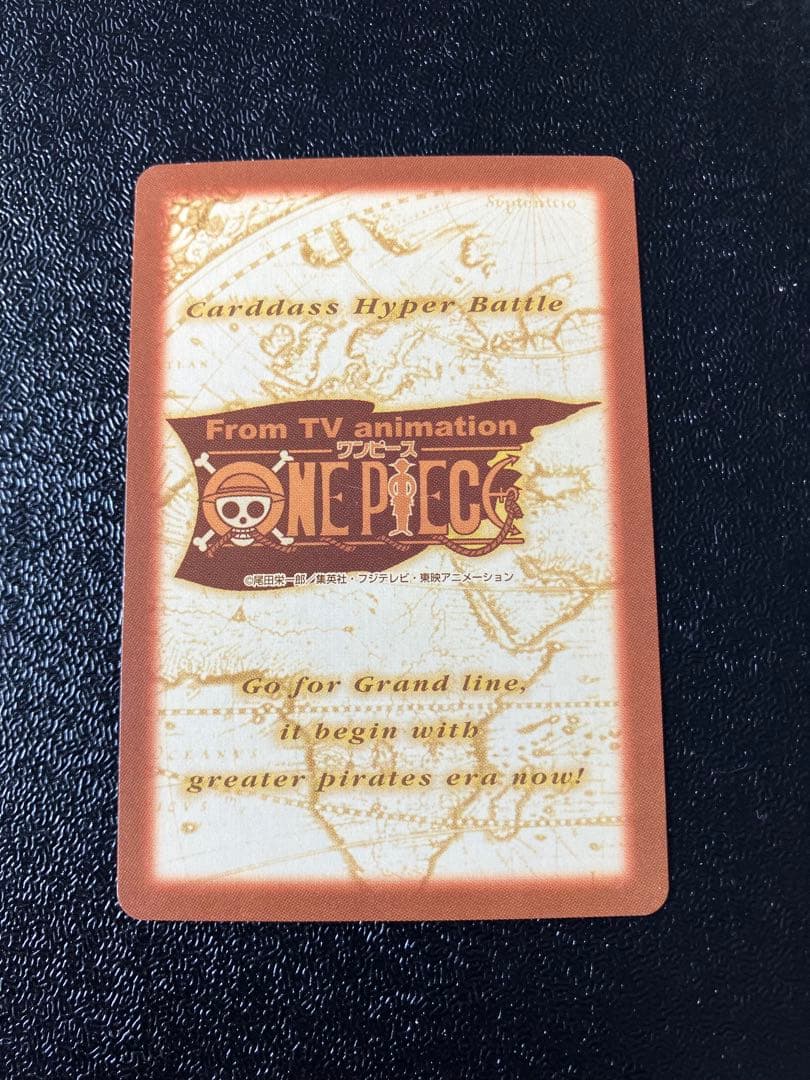 Septentrio
Carddass Hyper Battle
From TV animation
ワンピース
ONE PIECE
©尾田栄一郎／集英社・フジテレビ・東映アニメーション
Go for Grand line,
it begin with
greater pirates era now!